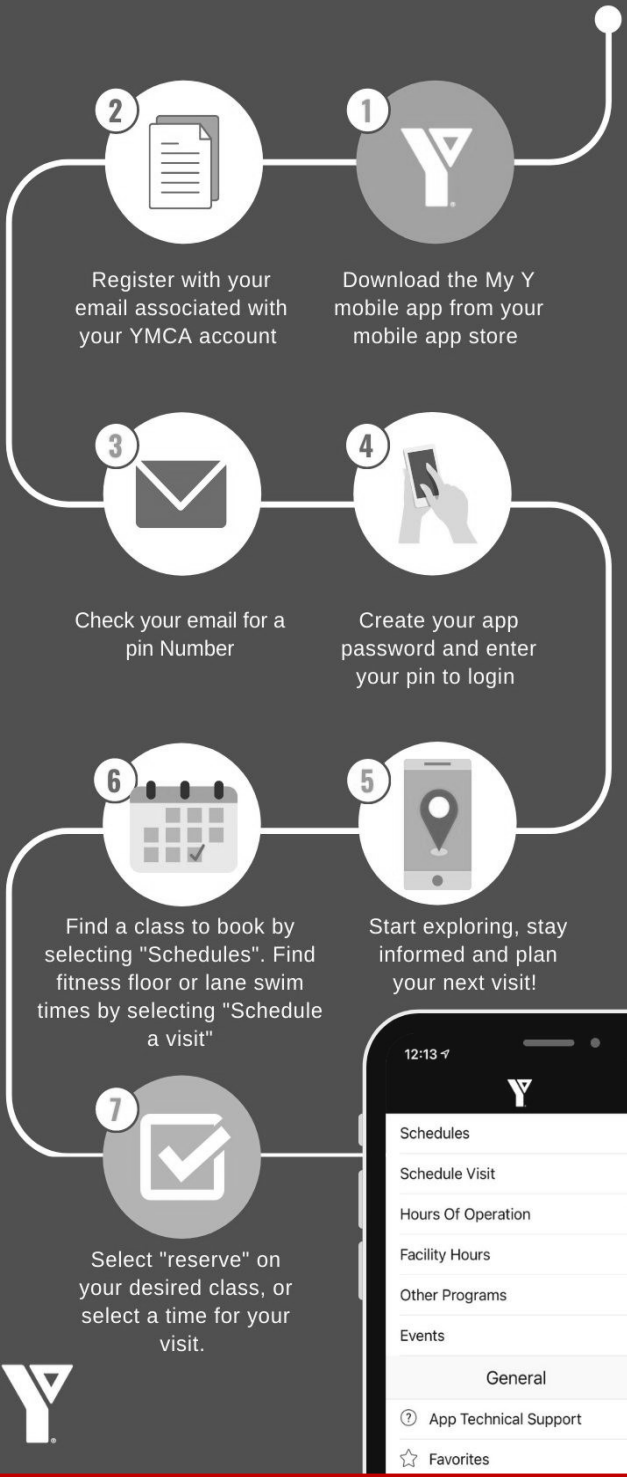 1
Download the My Y
mobile app from your
mobile app store
2
Register with your
email associated with
your YMCA account
3
Check your email for a
pin Number
4
Create your app
password and enter
your pin to login
5
Start exploring, stay
informed and plan
your next visit!
6
Find a class to book by
selecting "Schedules". Find
fitness floor or lane swim
times by selecting "Schedule
a visit"
7
Select "reserve" on
your desired class, or
select a time for your
visit.
12:13
Schedules
Schedule Visit
Hours Of Operation
Facility Hours
Other Programs
Events
General
App Technical Support
Favorites